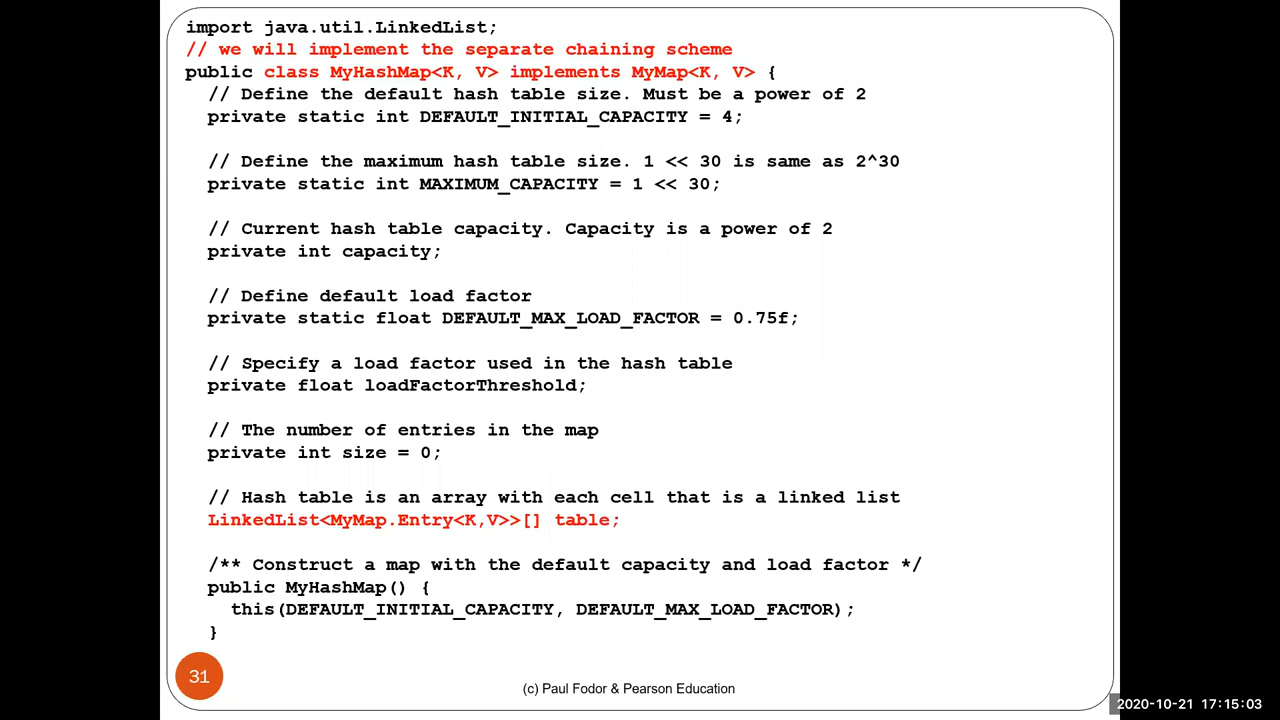 import java.util.LinkedList;
// we will implement the separate chaining scheme
public class MyHashMap<K, V> implements MyMap<K, V> {
// Define the default hash table size. Must be a power of 2
private static int DEFAULT_INITIAL_CAPACITY = 4;
// Define the maximum hash table size. 1 << 30 is same as 2^30
private static int MAXIMUM_CAPACITY = 1 << 30;
// Current hash table capacity. Capacity is a power of 2
private int capacity;
// Define default load factor
private static float DEFAULT_MAX_LOAD_FACTOR = 0.75f;
// Specify a load factor used in the hash table
private float loadFactorThreshold;
// The number of entries in the map
private int size = 0;
// Hash table is an array with each cell that is a linked list
LinkedList<MyMap.Entry<K,V>>[] table;
/** Construct a map with the default capacity and load factor */
public MyHashMap() {
this(DEFAULT_INITIAL_CAPACITY, DEFAULT_MAX_LOAD_FACTOR);
}
31
(c) Paul Fodor & Pearson Education
2020-10-21 17:15:03